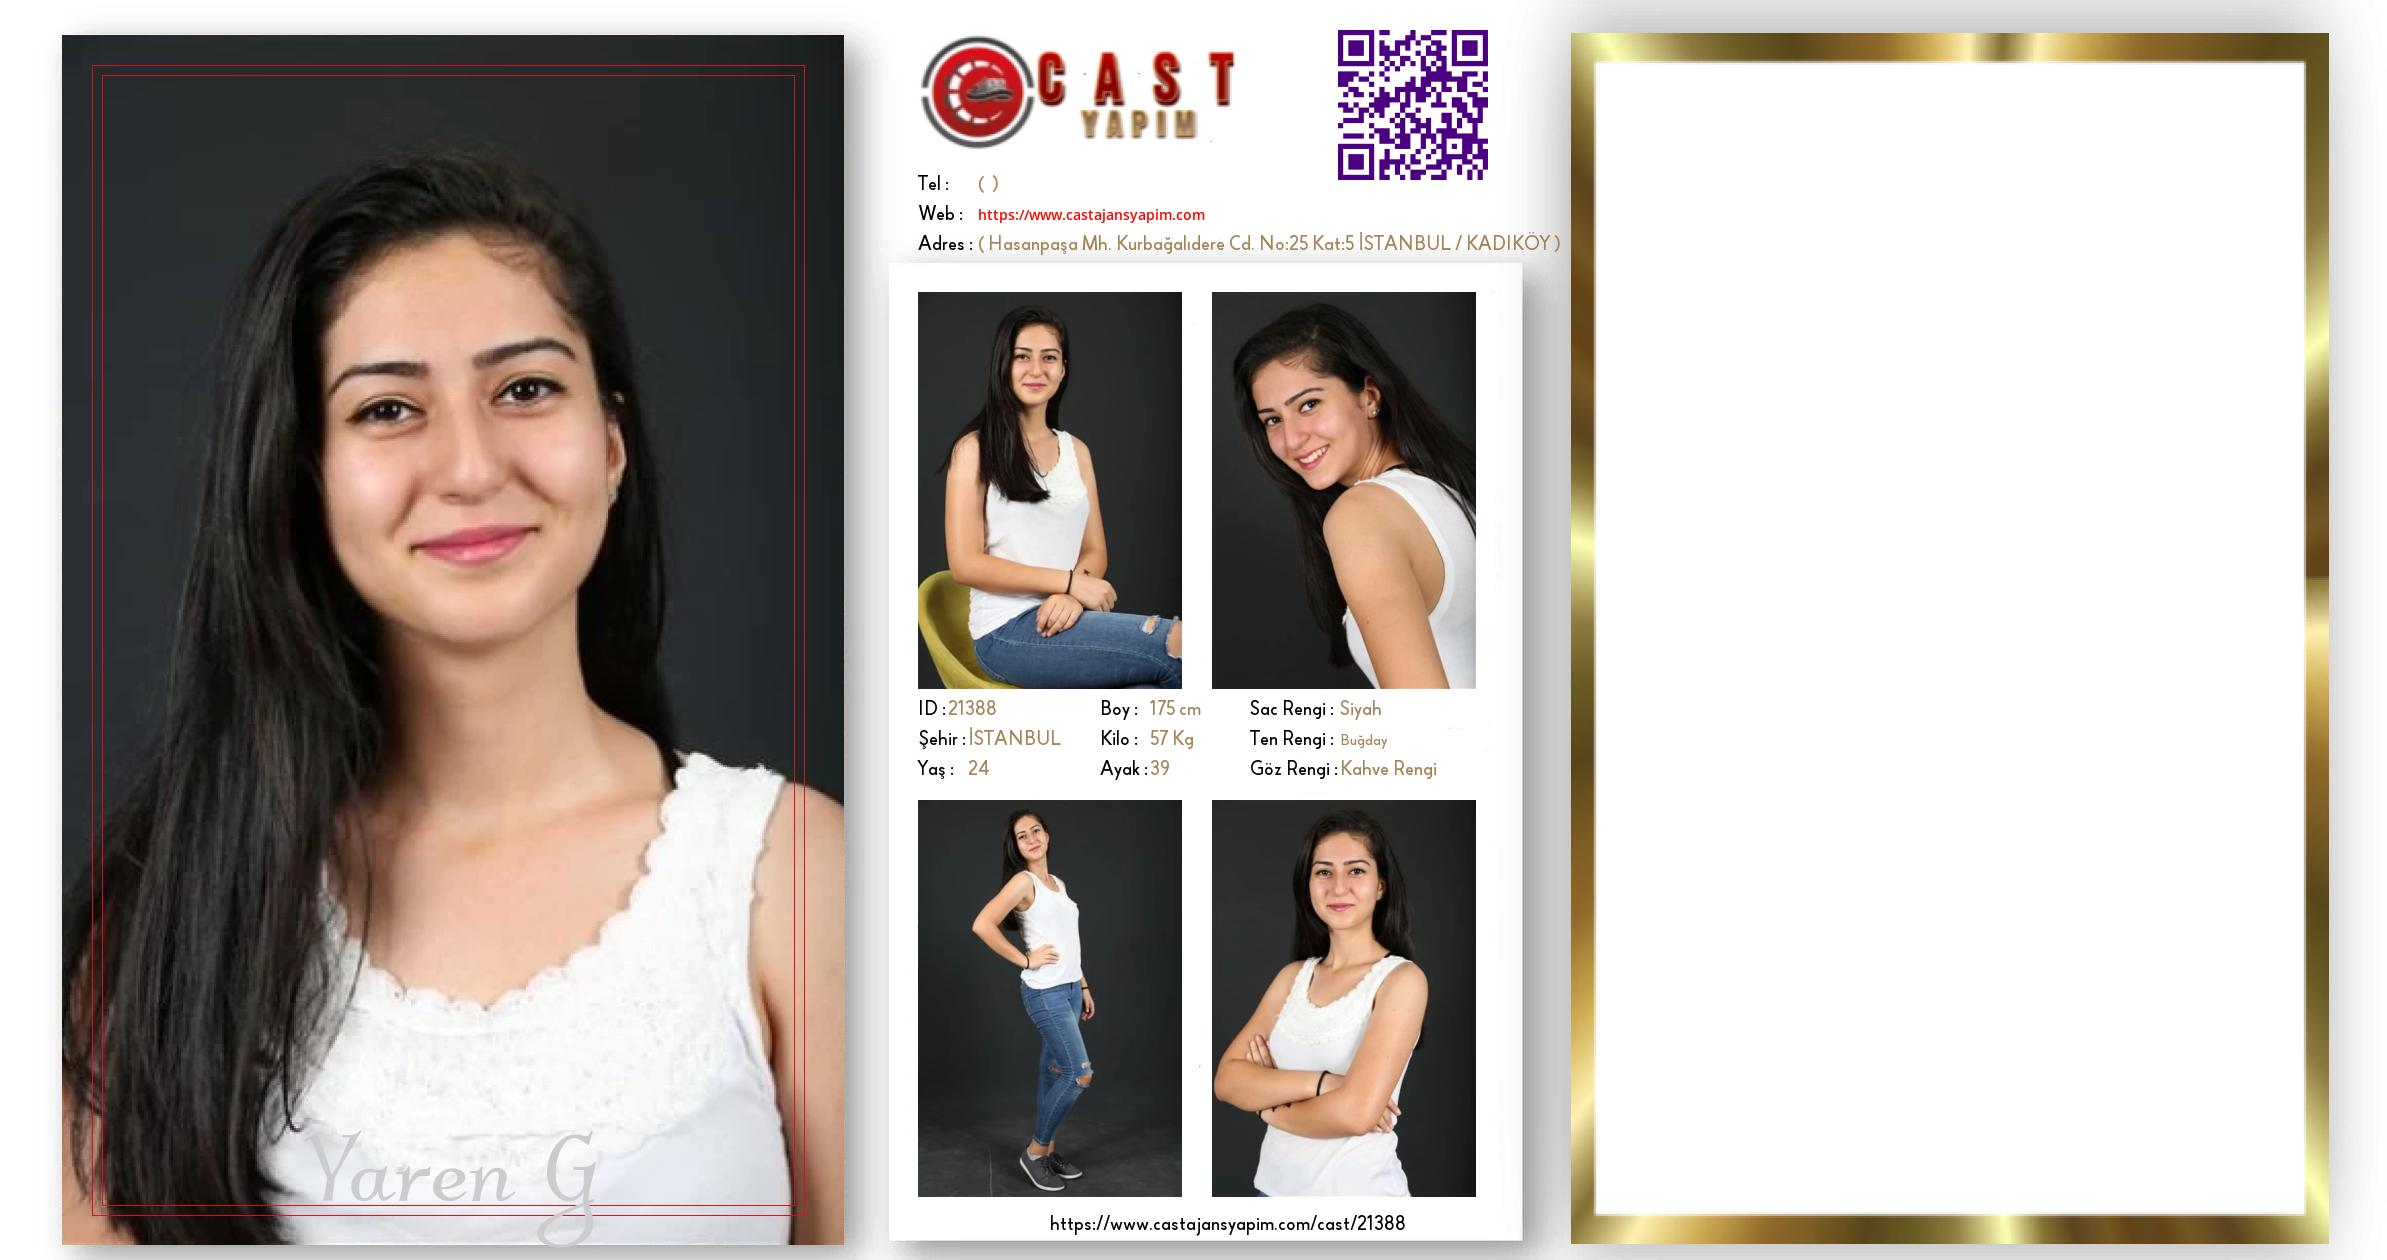 Yaren G
CAST
YAPIM
Tel : ( )
Web : https://www.castajansyapim.com
Adres : ( Hasanpaşa Mh. Kurbağalıdere Cd. No:25 Kat:5 İSTANBUL / KADIKÖY )
ID : 21388 Boy : 175 cm Sac Rengi : Siyah
Şehir : İSTANBUL Kilo : 57 Kg Ten Rengi : Buğday
Yaş : 24 Ayak : 39 Göz Rengi : Kahve Rengi
https://www.castajansyapim.com/cast/21388